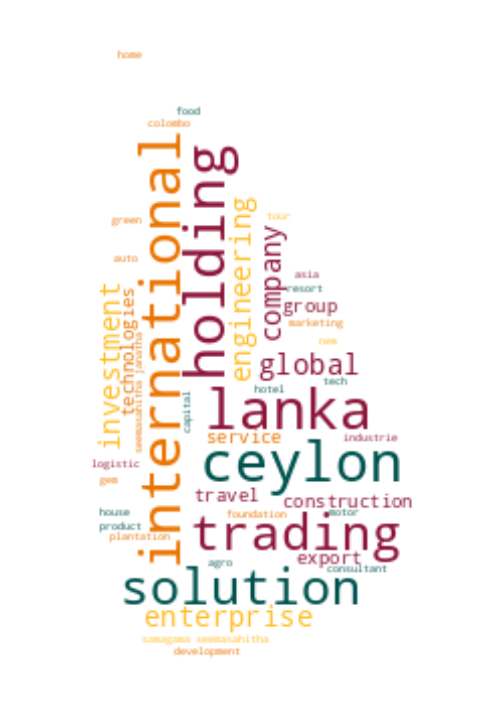 home
food
colombo
international
holding
green
tour
engineering
company
auto
asia
resort
investment
technologies
group
marketing
seemasahitha janatha
new
global
tech
hotel
capital
lanka
service
industrie
ceylon
logistic
gem
travel
construction
house
foundation
motor
product
trading
plantation
export
agro
consultant
solution
enterprise
samagama seemasahitha
development